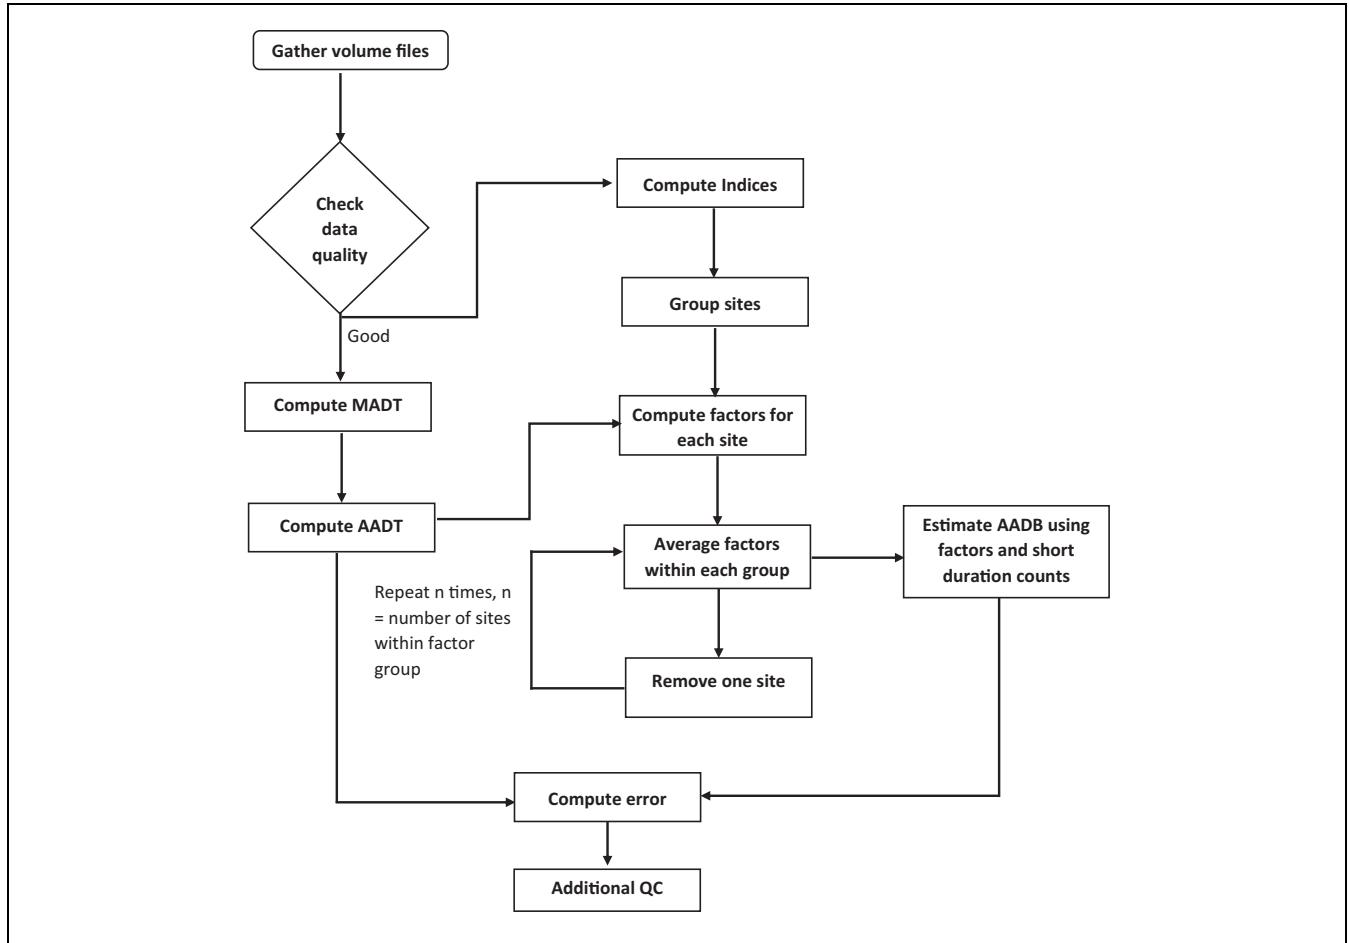 Gather volume files
Check
data
quality
Good
Compute MADT
Compute AADT
Compute Indices
Group sites
Compute factors for
each site
Average factors
within each group
Estimate AADB using
factors and short
duration counts
Repeat n times, n
= number of sites
within factor
group
Remove one site
Compute error
Additional QC